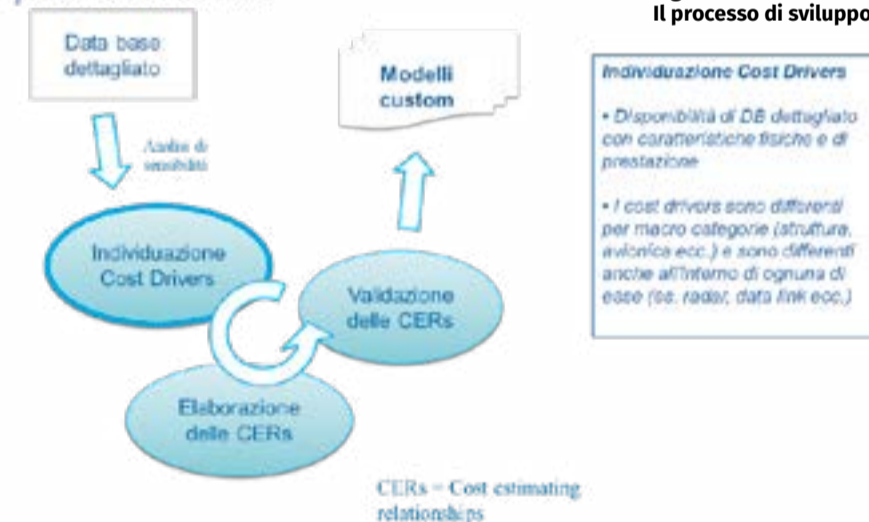 Il processo di sviluppo
Data base
dettagliato
Modelli
custom
Analisi di
sensibilità
Individuazione
Cost Drivers
Validazione
delle CERs
Elaborazione
delle CERs
CERs = Cost estimating
relationships
Individuazione Cost Drivers
• Disponibilità di DB dettagliato
con caratteristiche fisiche e di
prestazione
• I cost drivers sono differenti
per macro categorie (struttura,
avionica ecc.) e sono differenti
anche all'interno di ognuna di
esse (es. radar, data link ecc.)